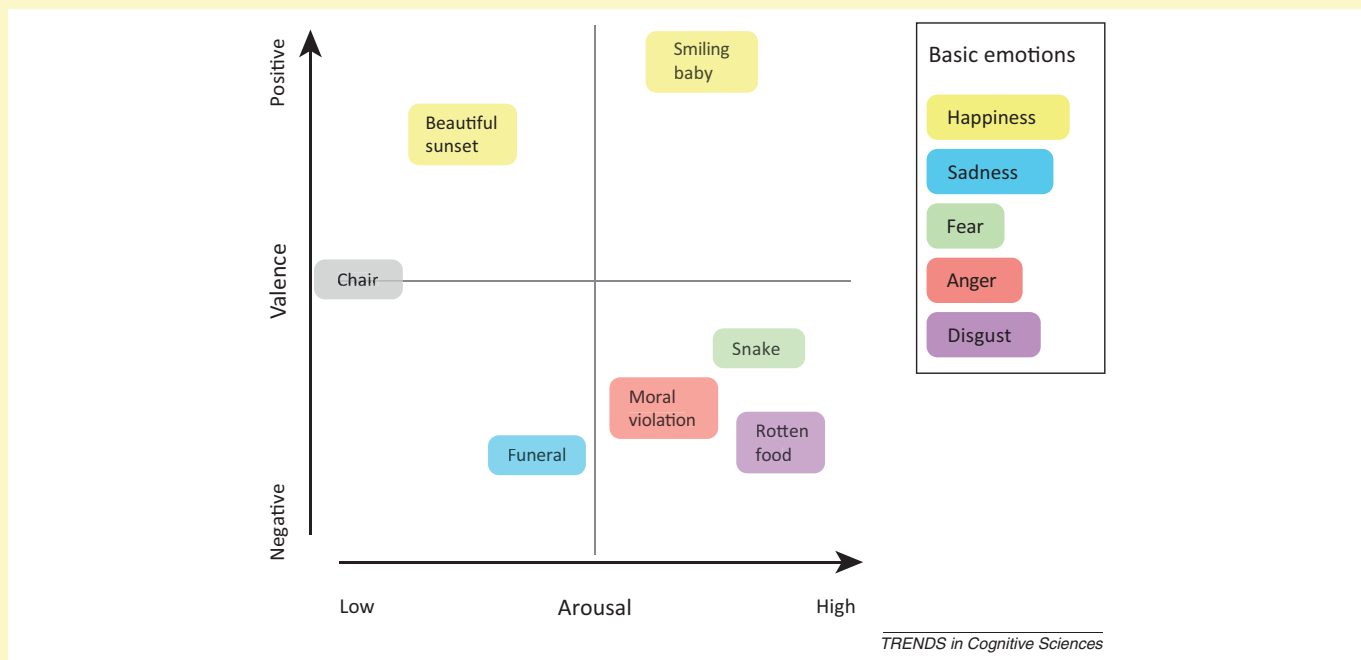 Positive
Valence
Negative
Smiling
baby
Beautiful
sunset
Chair
Snake
Moral
violation
Rotten
food
Funeral
Low
Arousal
High
Basic emotions
Happiness
Sadness
Fear
Anger
Disgust
TRENDS in Cognitive Sciences